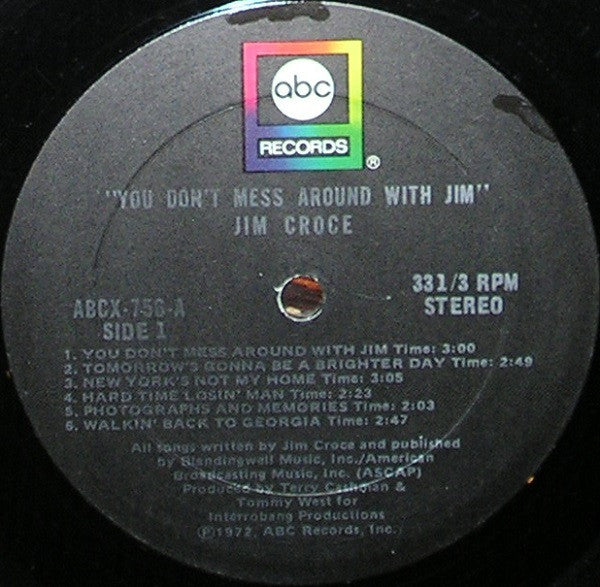 abc
RECORDS
®
"YOU DON'T MESS AROUND WITH JIM"
JIM CROCE
ABCX-756-A
SIDE 1
33 1/3 RPM
STEREO
1. YOU DON'T MESS AROUND WITH JIM Time: 3:00
2. TOMORROW'S GONNA BE A BRIGHTER DAY Time: 2:49
3. NEW YORK'S NOT MY HOME Time: 3:05
4. HARD TIME LOSIN' MAN Time: 2:23
5. PHOTOGRAPHS AND MEMORIES Time: 2:03
6. WALKIN' BACK TO GEORGIA Time: 2:47
All songs written by Jim Croce and published
by Blendingwell Music, Inc./American
Broadcasting Music, Inc. (ASCAP)
Produced by Terry Cashman &
Tommy West for
Interrobang Productions
Ⓟ1972, ABC Records, Inc.